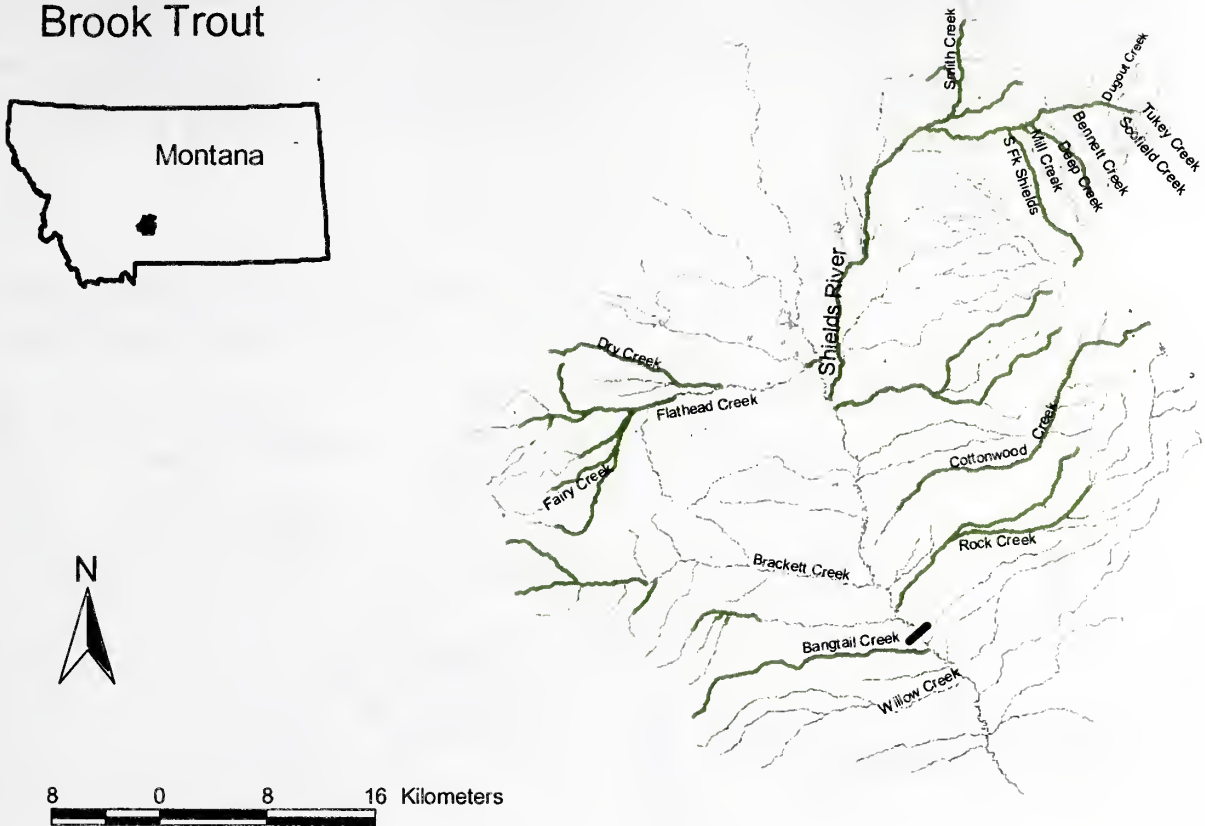 Brook Trout
Montana
Smith Creek
Dugout Creek
Tukey Creek
Scofield Creek
Bennett Creek
Deep Creek
Mill Creek
S Fk Shields
Shields River
Dry Creek
Flathead Creek
Fairy Creek
Cottonwood Creek
Rock Creek
Brackett Creek
Bangtail Creek
Willow Creek
N
8 0 8 16 Kilometers